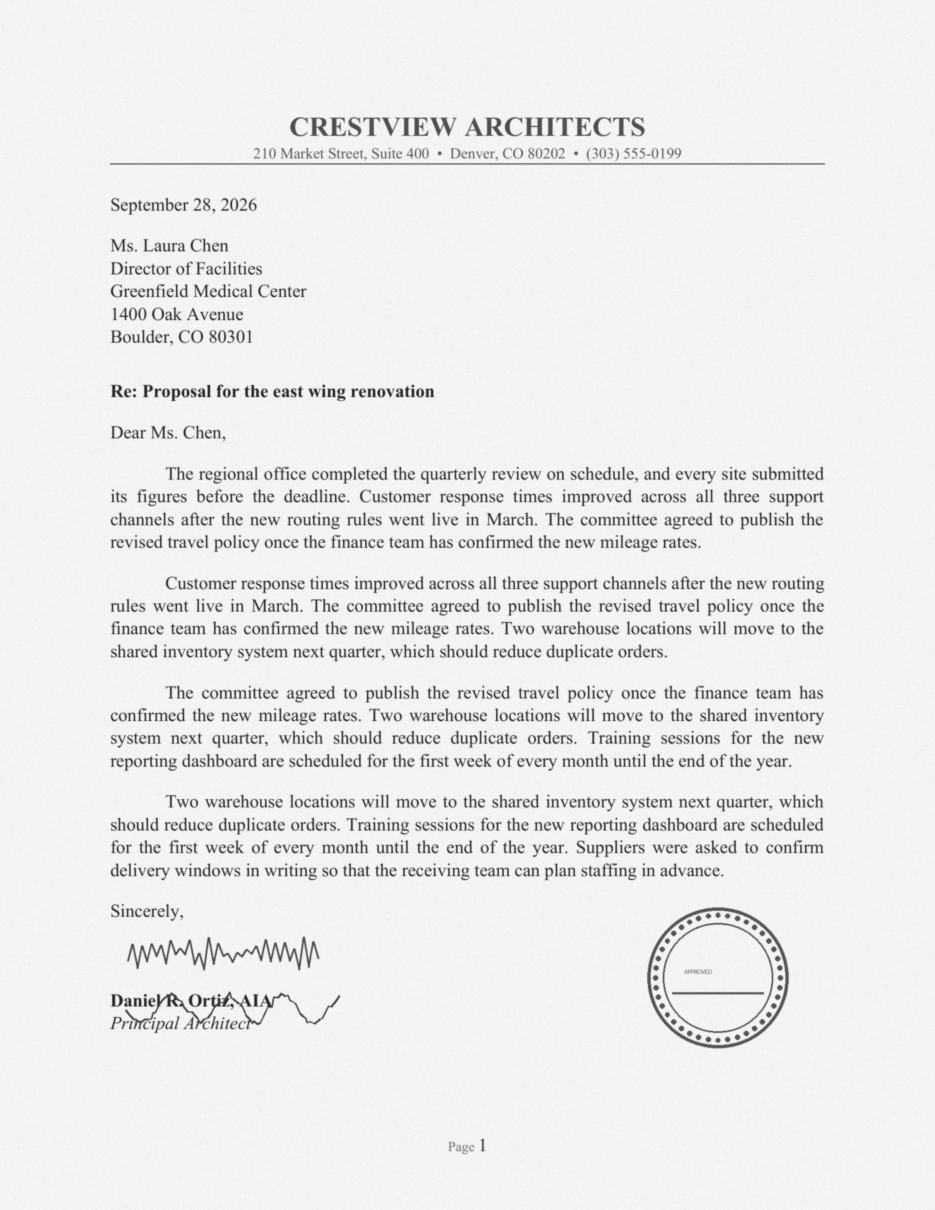 CRESTVIEW ARCHITECTS
210 Market Street, Suite 400 • Denver, CO 80202 • (303) 555-0199
September 28, 2026
Ms. Laura Chen
Director of Facilities
Greenfield Medical Center
1400 Oak Avenue
Boulder, CO 80301
Re: Proposal for the east wing renovation
Dear Ms. Chen,
The regional office completed the quarterly review on schedule, and every site submitted
its figures before the deadline. Customer response times improved across all three support
channels after the new routing rules went live in March. The committee agreed to publish the
revised travel policy once the finance team has confirmed the new mileage rates.
Customer response times improved across all three support channels after the new routing
rules went live in March. The committee agreed to publish the revised travel policy once the
finance team has confirmed the new mileage rates. Two warehouse locations will move to the
shared inventory system next quarter, which should reduce duplicate orders.
The committee agreed to publish the revised travel policy once the finance team has
confirmed the new mileage rates. Two warehouse locations will move to the shared inventory
system next quarter, which should reduce duplicate orders. Training sessions for the new
reporting dashboard are scheduled for the first week of every month until the end of the year.
Two warehouse locations will move to the shared inventory system next quarter, which
should reduce duplicate orders. Training sessions for the new reporting dashboard are scheduled
for the first week of every month until the end of the year. Suppliers were asked to confirm
delivery windows in writing so that the receiving team can plan staffing in advance.
Sincerely,
Daniel R. Ortiz, AIA
Principal Architect
APPROVED
Page 1